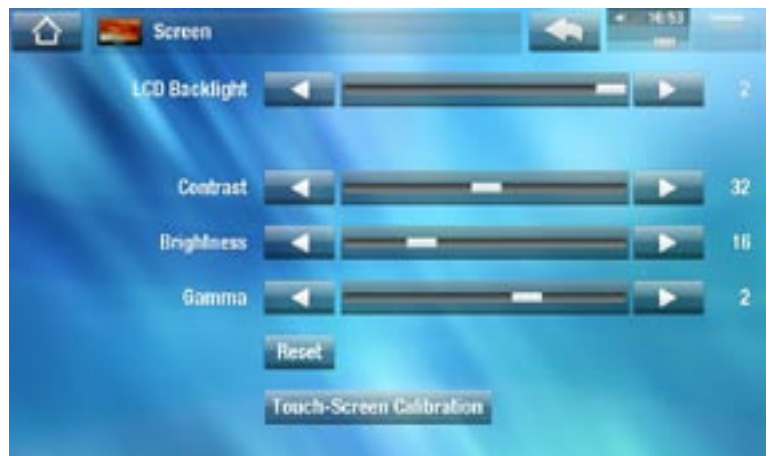 Screen
16:53
LCD Backlight 2
Contrast 32
Brightness 16
Gamma 2
Reset
Touch-Screen Calibration